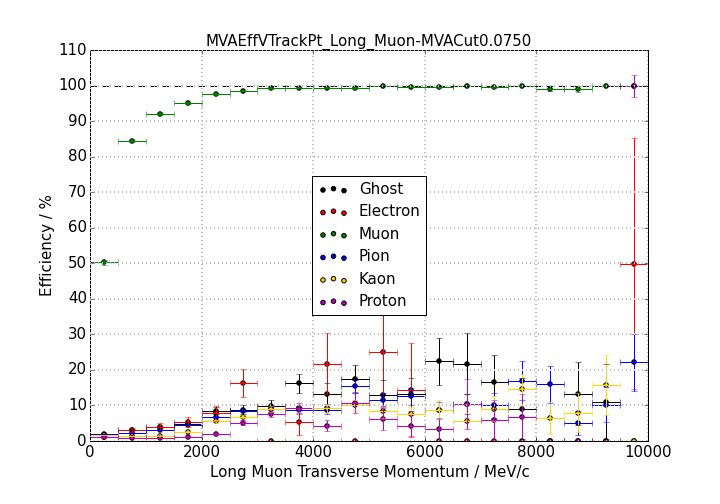 MVAEffVTrackPt_Long_Muon-MVACut0.0750
110
100
90
80
70
60
50
40
30
20
10
0
Efficiency / %
Ghost
Electron
Muon
Pion
Kaon
Proton
0 2000 4000 6000 8000 10000
Long Muon Transverse Momentum / MeV/c